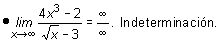 • lim x→∞ (4x³ − 2)/(√x − 3) = ∞/∞. Indeterminación.